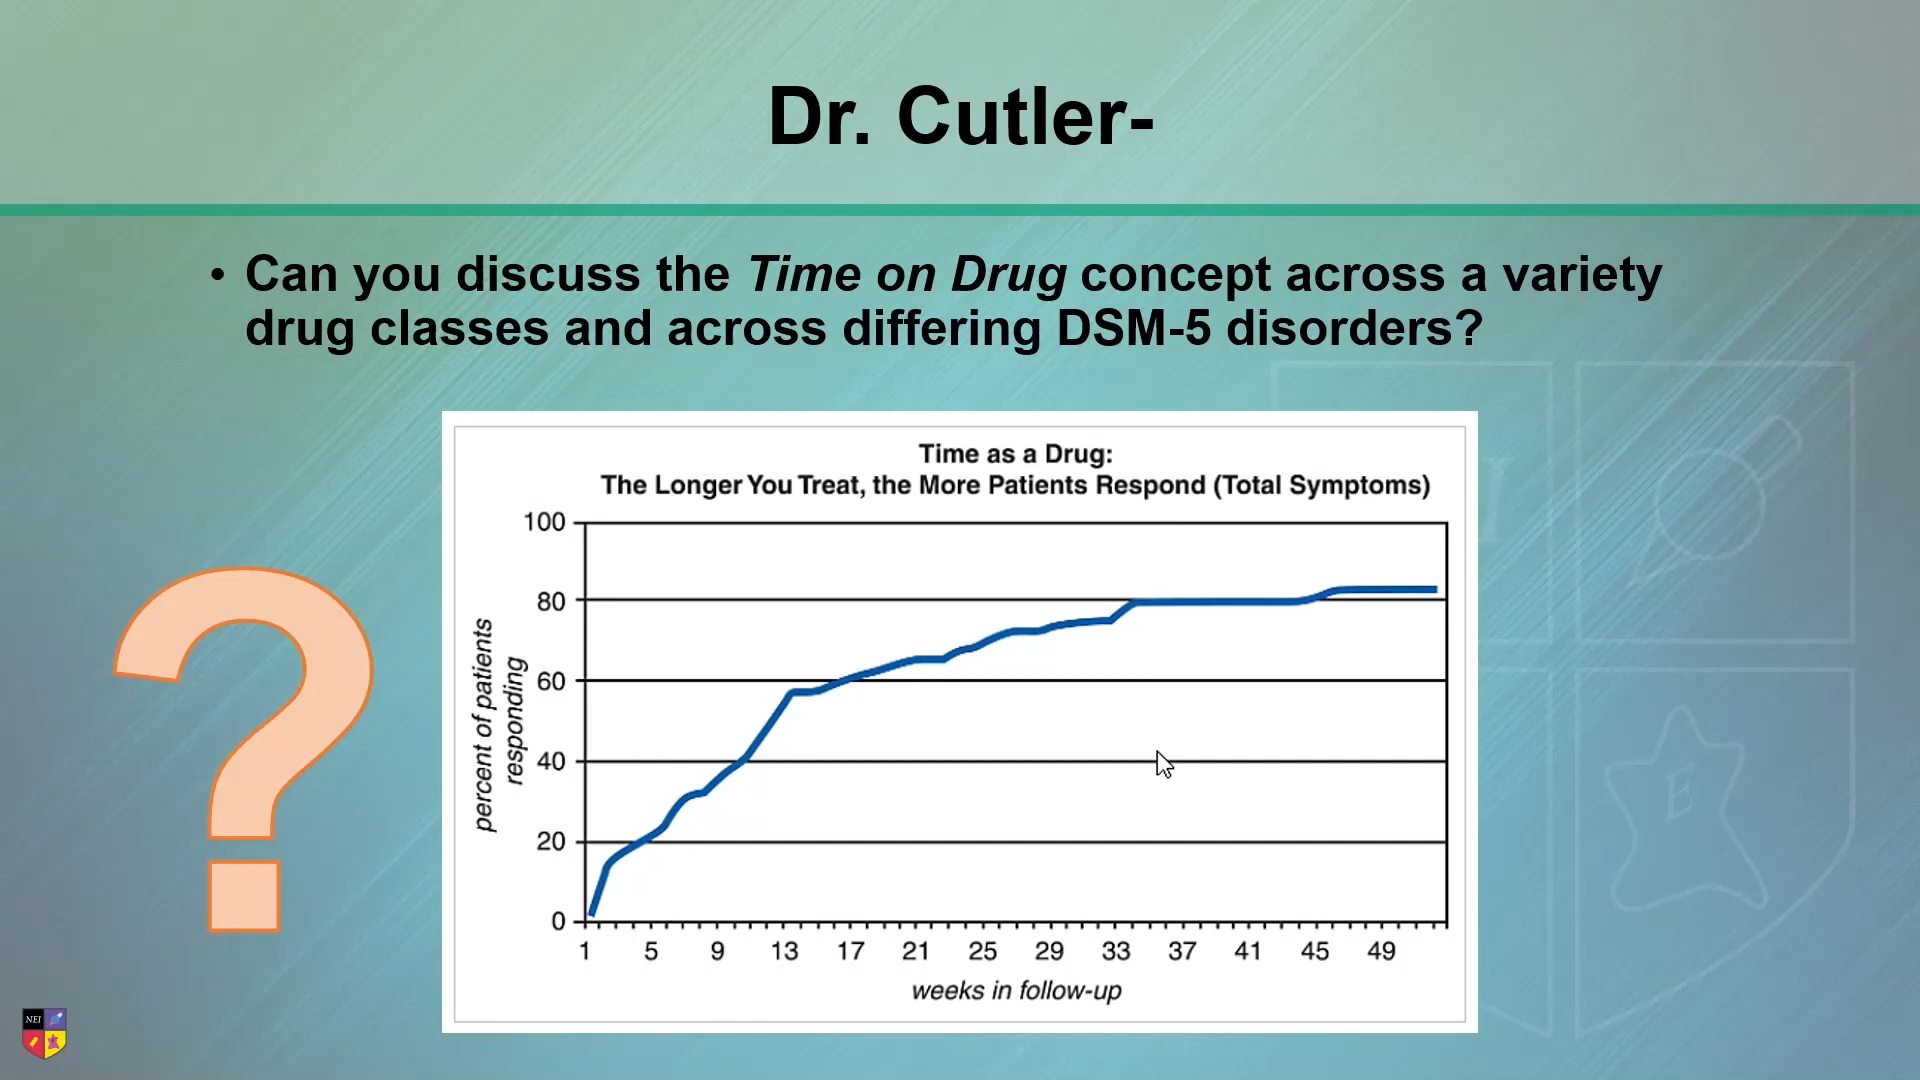 Dr. Cutler-
• Can you discuss the Time on Drug concept across a variety
drug classes and across differing DSM-5 disorders?
Time as a Drug:
The Longer You Treat, the More Patients Respond (Total Symptoms)
percent of patients
responding
100
80
60
40
20
0
1 5 9 13 17 21 25 29 33 37 41 45 49
weeks in follow-up
?
NEI
I
E